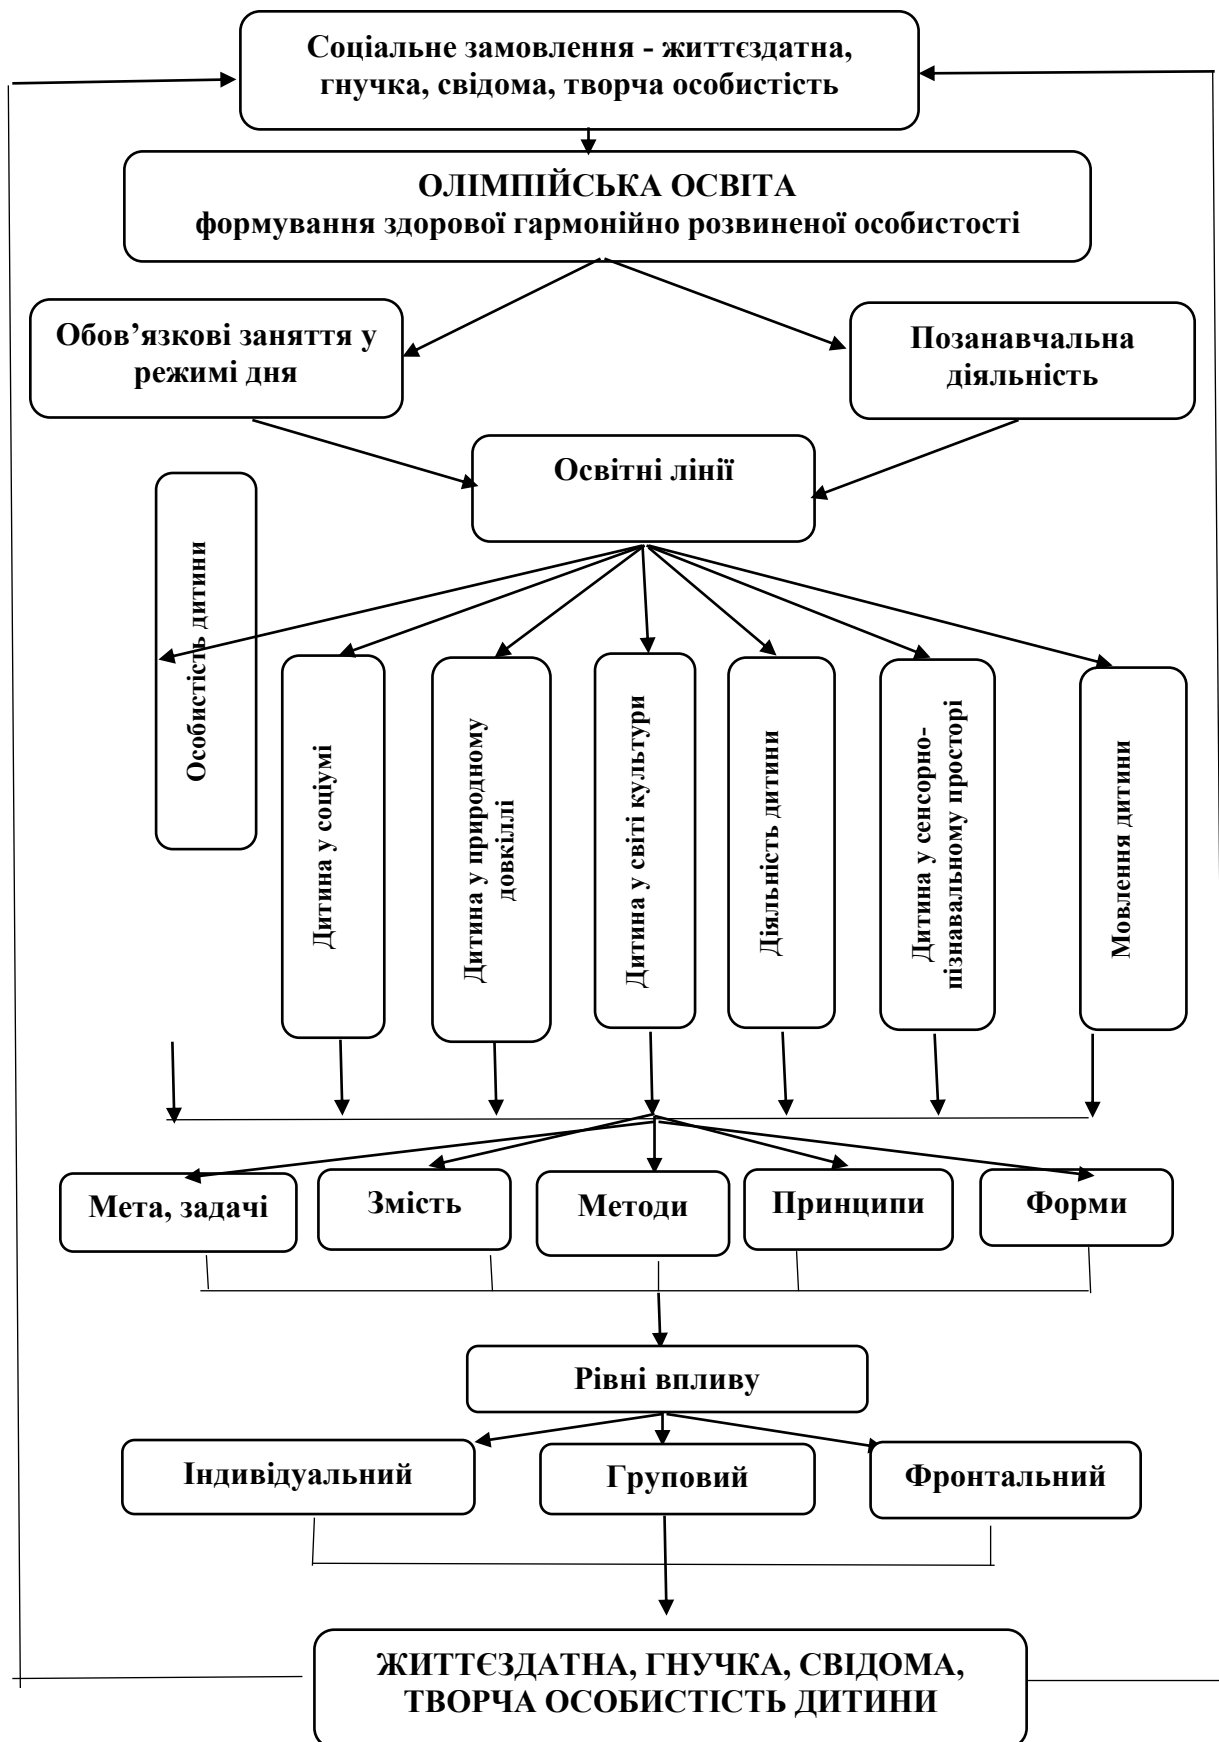 Соціальне замовлення - життєздатна,
гнучка, свідома, творча особистість
ОЛІМПІЙСЬКА ОСВІТА
формування здорової гармонійно розвиненої особистості
Обов’язкові заняття у
режимі дня
Позанавчальна
діяльність
Освітні лінії
Особистість дитини
Дитина у соціумі
Дитина у природному
довкіллі
Дитина у світі культури
Діяльність дитини
Дитина у сенсорно-
пізнавальному просторі
Мовлення дитини
Мета, задачі
Змість
Методи
Принципи
Форми
Рівні впливу
Індивідуальний
Груповий
Фронтальний
ЖИТТЄЗДАТНА, ГНУЧКА, СВІДОМА,
ТВОРЧА ОСОБИСТІСТЬ ДИТИНИ